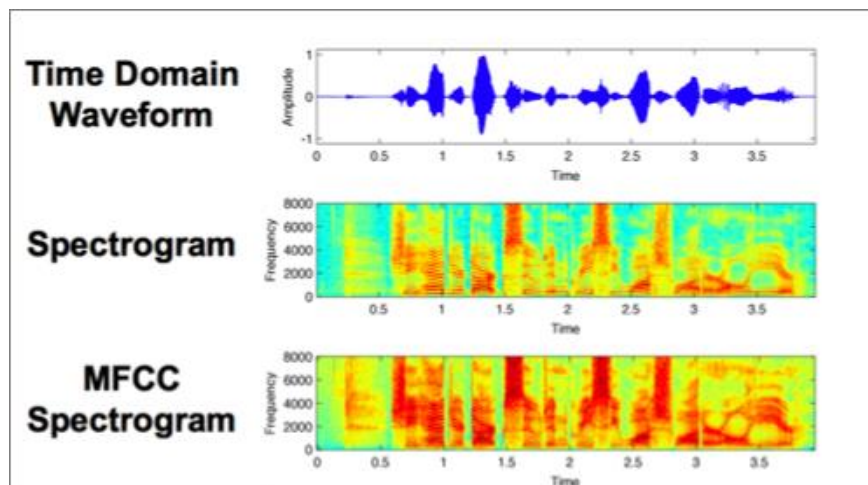 Time Domain
Waveform
Amplitude
1
0
-1
0 0.5 1 1.5 2 2.5 3 3.5
Time
Spectrogram
Frequency
8000
6000
4000
2000
0
0.5 1 1.5 2 2.5 3 3.5
Time
MFCC
Spectrogram
Frequency
8000
6000
4000
2000
0
0 0.5 1 1.5 2 2.5 3 3.5
Time